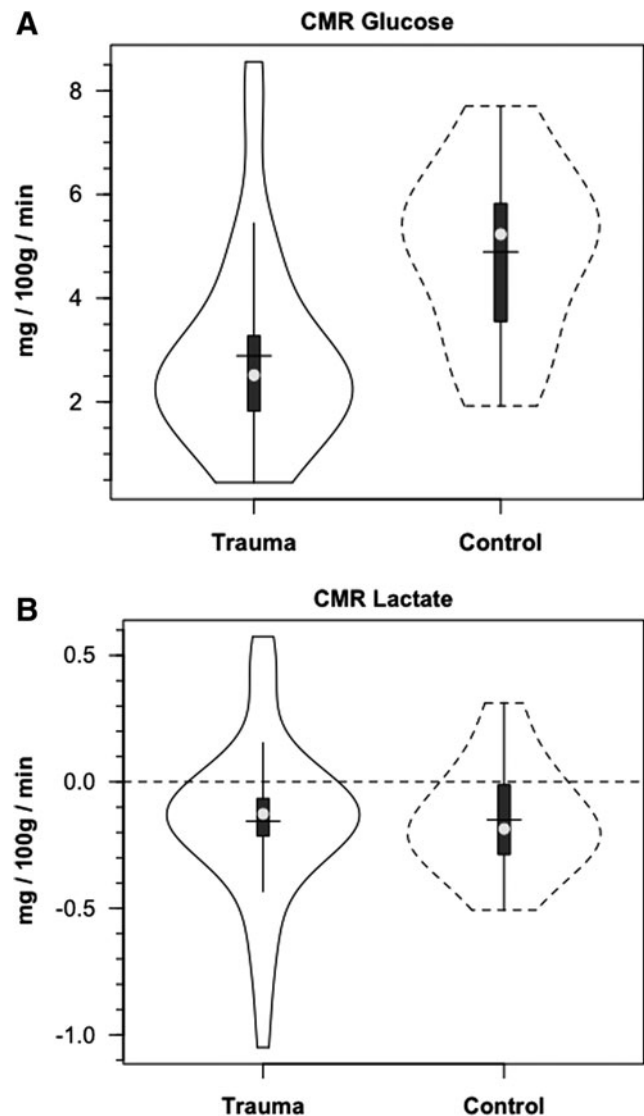 A
CMR Glucose
mg / 100g / min
8
6
4
2
Trauma Control
B
CMR Lactate
mg / 100g / min
0.5
0.0
-0.5
-1.0
Trauma Control